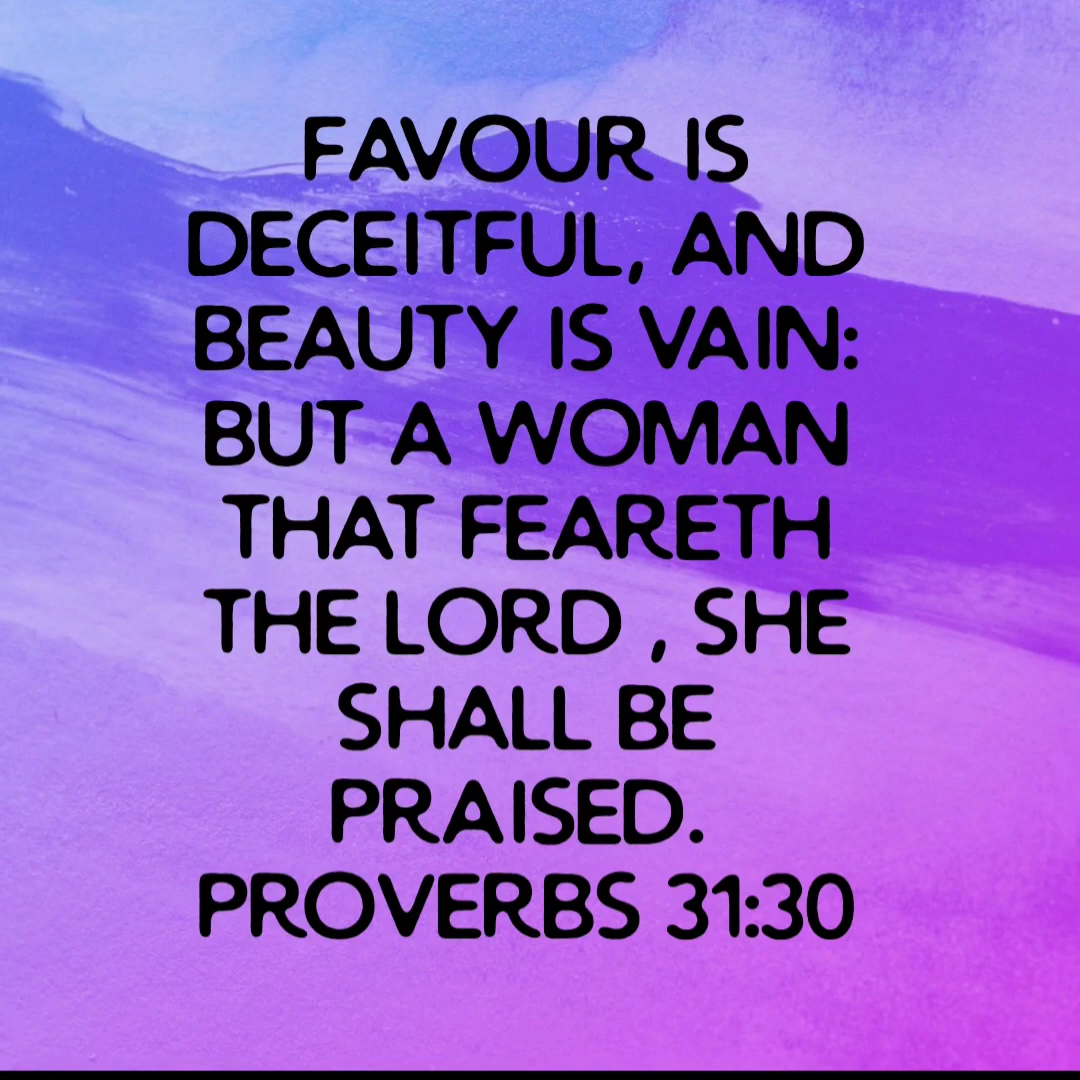 FAVOUR IS
DECEITFUL, AND
BEAUTY IS VAIN:
BUT A WOMAN
THAT FEARETH
THE LORD , SHE
SHALL BE
PRAISED.
PROVERBS 31:30